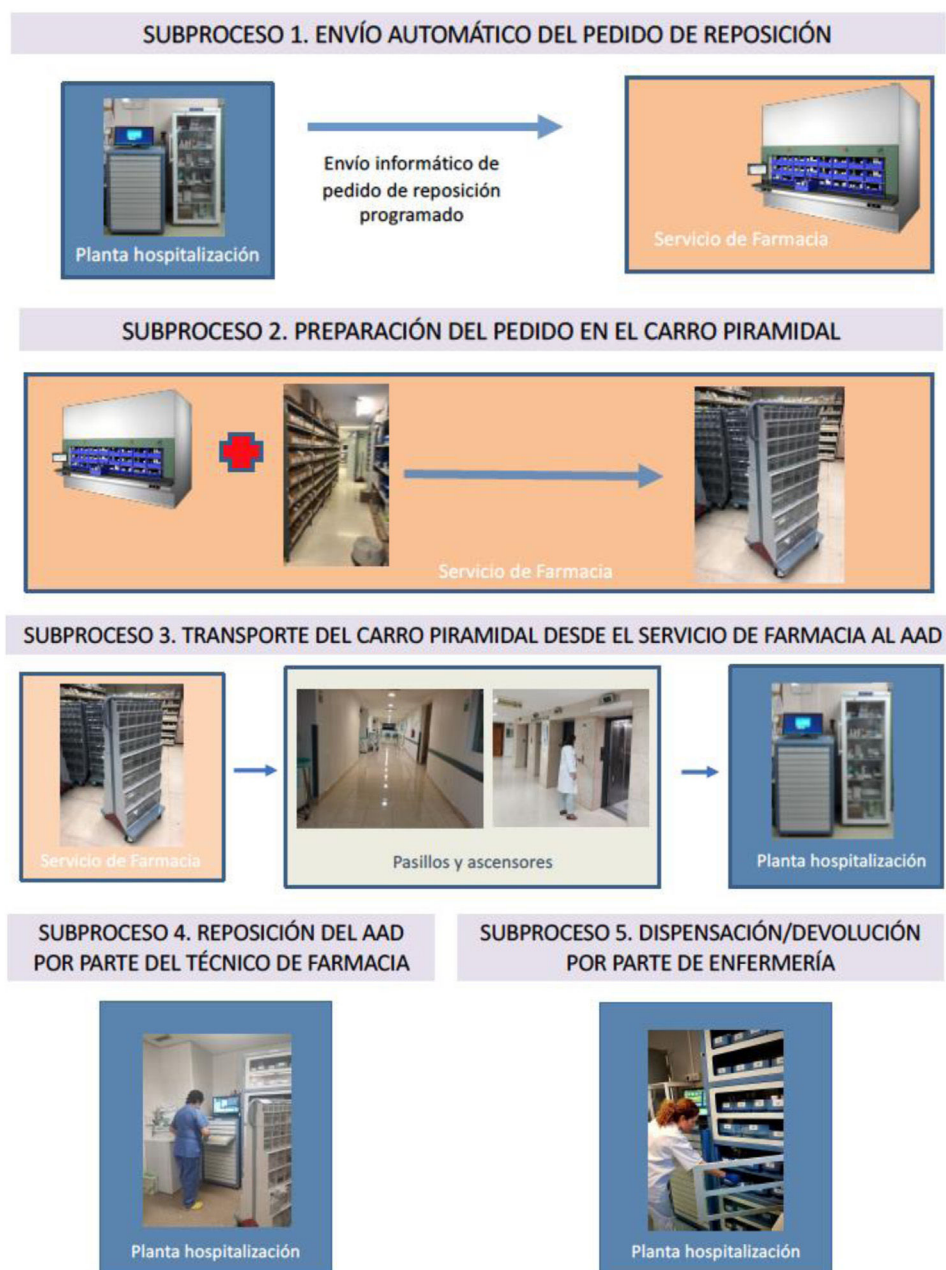 SUBPROCESO 1. ENVÍO AUTOMÁTICO DEL PEDIDO DE REPOSICIÓN
Planta hospitalización
Envío informático de
pedido de reposición
programado
Servicio de Farmacia
SUBPROCESO 2. PREPARACIÓN DEL PEDIDO EN EL CARRO PIRAMIDAL
Servicio de Farmacia
SUBPROCESO 3. TRANSPORTE DEL CARRO PIRAMIDAL DESDE EL SERVICIO DE FARMACIA AL AAD
Servicio de Farmacia
Pasillos y ascensores
Planta hospitalización
SUBPROCESO 4. REPOSICIÓN DEL AAD
POR PARTE DEL TÉCNICO DE FARMACIA
Planta hospitalización
SUBPROCESO 5. DISPENSACIÓN/DEVOLUCIÓN
POR PARTE DE ENFERMERÍA
Planta hospitalización